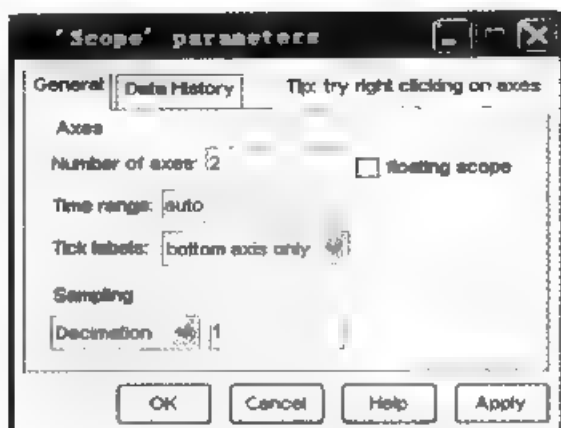 'Scope' parameters
General Data History Tip: try right clicking on axes
Axes
Number of axes: 2 floating scope
Time range: auto
Tick labels: bottom axis only
Sampling
Decimation 1
OK Cancel Help Apply